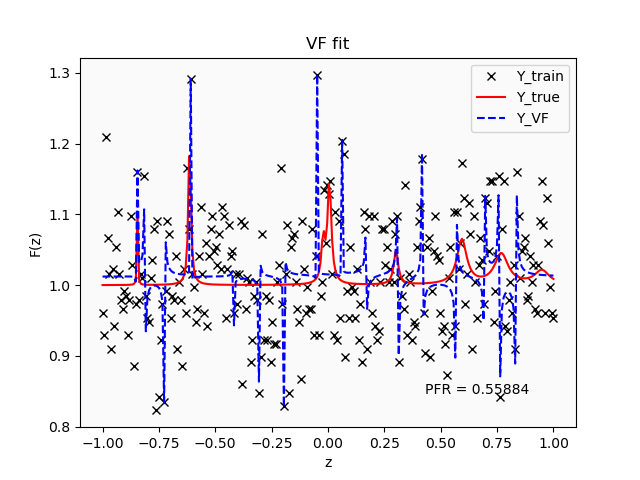 VF fit
Y_train
Y_true
Y_VF
1.3
1.2
1.1
1.0
0.9
0.8
F(z)
PFR = 0.55884
−1.00 −0.75 −0.50 −0.25 0.00 0.25 0.50 0.75 1.00
z